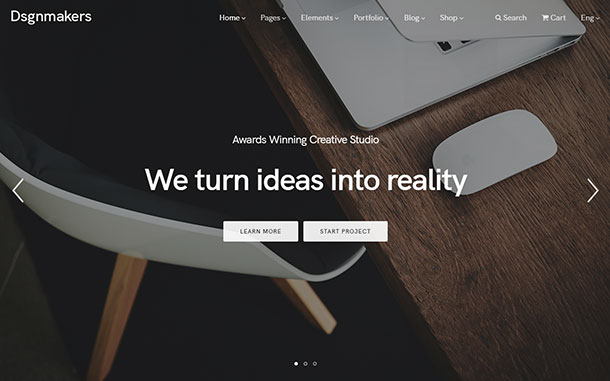 Dsgnmakers Home Pages Elements Portfolio Blog Shop Search Cart Eng
Awards Winning Creative Studio
We turn ideas into reality
LEARN MORE START PROJECT